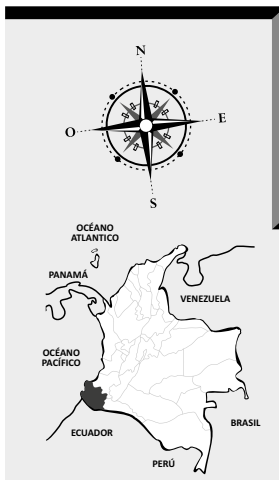 N
O
E
S
OCÉANO
ATLANTICO
PANAMÁ
VENEZUELA
OCÉANO
PACÍFICO
ECUADOR
BRASIL
PERÚ